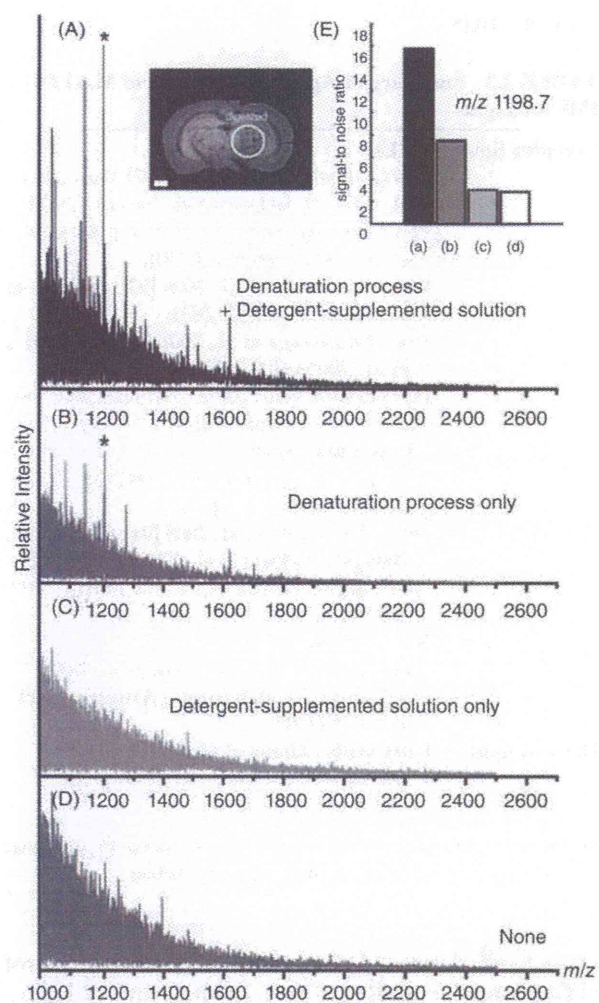 (A)
*
Digested
Denaturation process
+ Detergent-supplemented solution
(E)
18
16
14
12
10
8
6
4
2
0
signal-to noise ratio
m/z 1198.7
(a) (b) (c) (d)
1200 1400 1600 1800 2000 2200 2400 2600
Relative Intensity
(B)
*
Denaturation process only
1200 1400 1600 1800 2000 2200 2400 2600
(C)
Detergent-supplemented solution only
1200 1400 1600 1800 2000 2200 2400 2600
(D)
None
m/z
1000 1200 1400 1600 1800 2000 2200 2400 2600